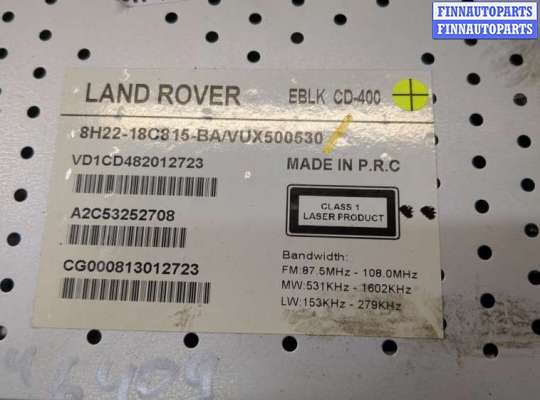 FINNAUTOPARTS
FINNAUTOPARTS
LAND ROVER EBLK CD-400
8H22-18C815-BA/VUX500530
VD1CD482012723 MADE IN P.R.C
CLASS 1
LASER PRODUCT
A2C53252708
Bandwidth:
CG000813012723
FM:87.5MHz - 108.0MHz
MW:531KHz - 1602KHz
LW:153KHz - 279KHz